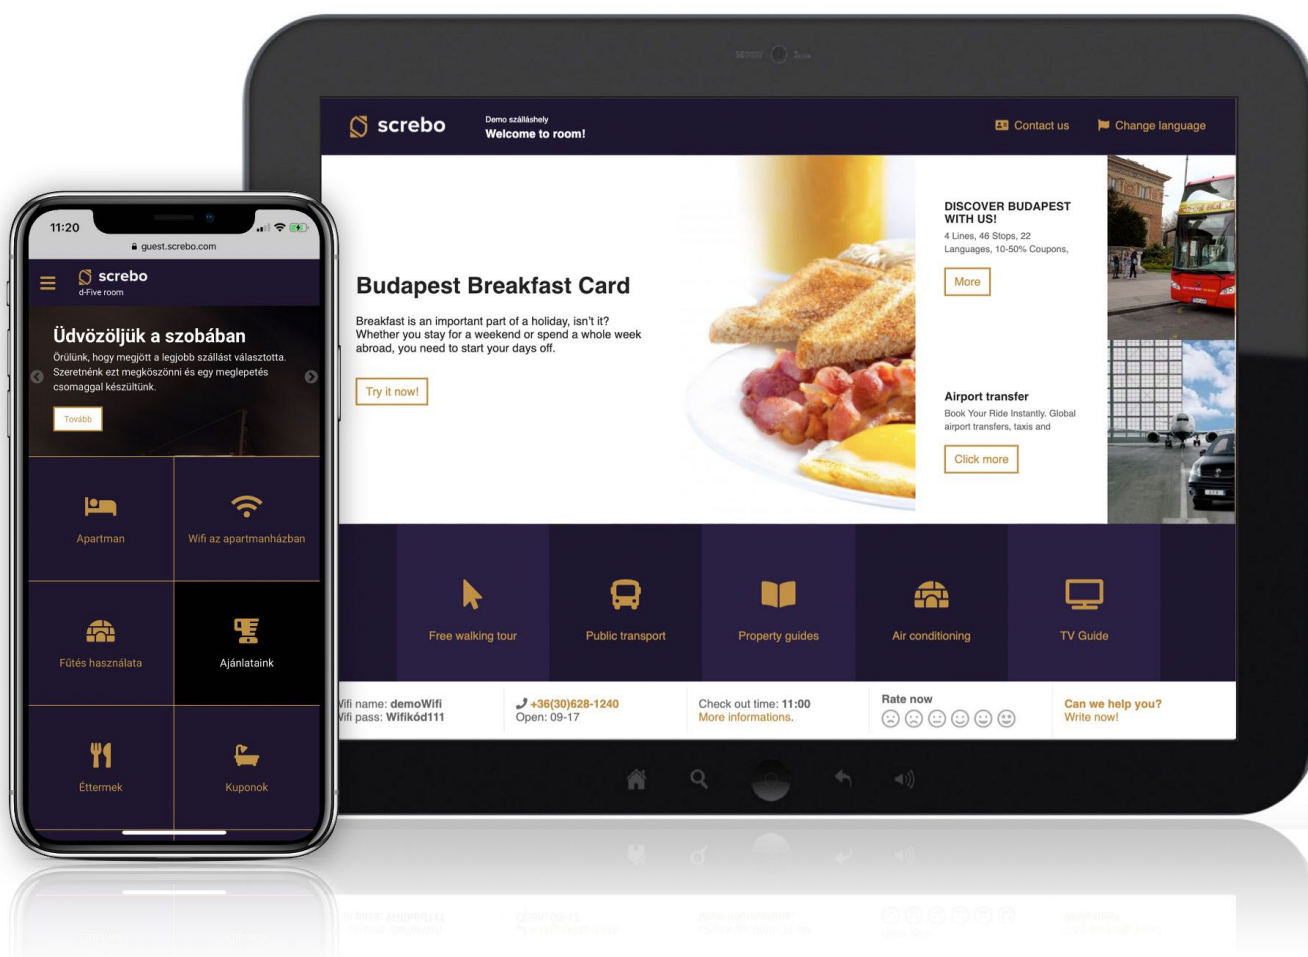 screbo
Demo szálláshely
Welcome to room!
Contact us
Change language
Budapest Breakfast Card
Breakfast is an important part of a holiday, isn't it?
Whether you stay for a weekend or spend a whole week
abroad, you need to start your days off.
Try it now!
DISCOVER BUDAPEST
WITH US!
4 Lines, 46 Stops, 22
Languages, 10-50% Coupons,
More
Airport transfer
Book Your Ride Instantly. Global
airport transfers, taxis and
Click more
Free walking tour
Public transport
Property guides
Air conditioning
TV Guide
Wifi name: demoWifi
Wifi pass: Wifikód111
+36(30)628-1240
Open: 09-17
Check out time: 11:00
More informations.
Rate now
Can we help you?
Write now!
11:20
guest.screbo.com
screbo
d-Five room
Üdvözöljük a szobában
Örülünk, hogy megjött a legjobb szállást választotta.
Szeretnénk ezt megköszönni és egy meglepetés
csomaggal készültünk.
Tovább
Apartman
Wifi az apartmanházban
Fűtés használata
Ajánlataink
Éttermek
Kuponok